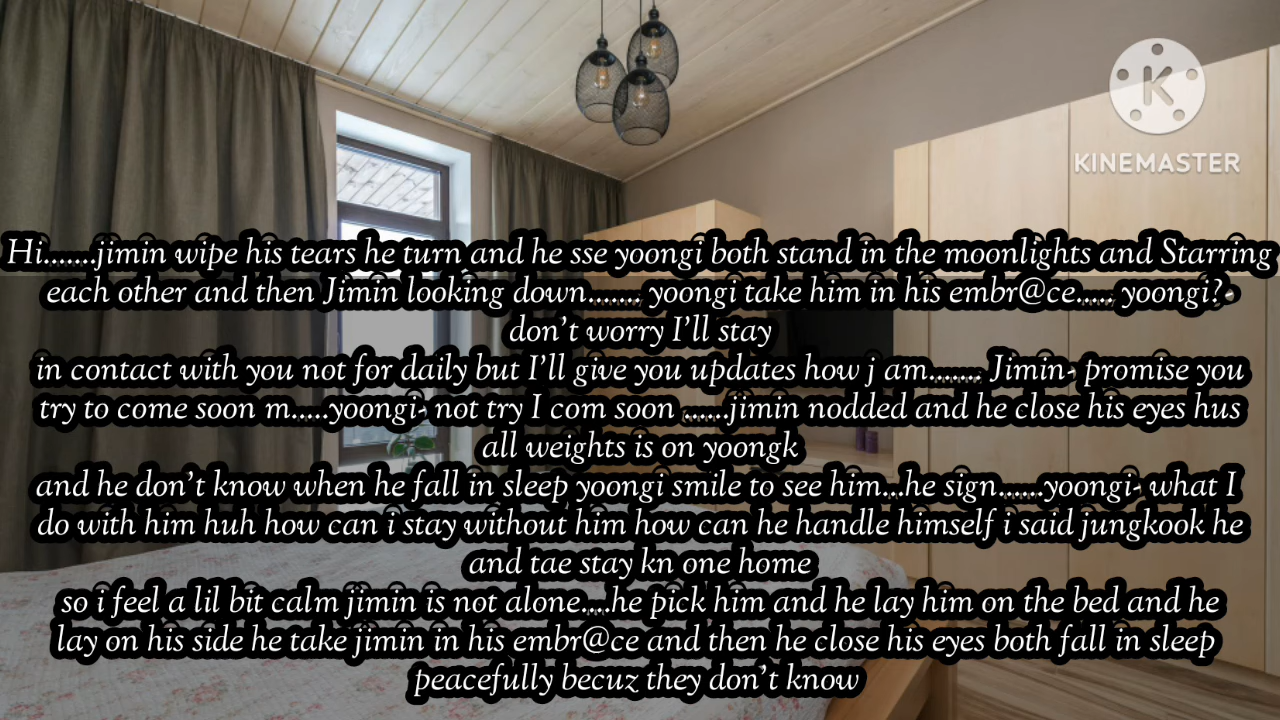 KINEMASTER
Hi.......jimin wipe his tears he turn and he sse yoongi both stand in the moonlights and Starring
each other and then Jimin looking down........ yoongi take him in his embr@ce..... yoongi?-
don't worry I'll stay
in contact with you not for daily but I'll give you updates how j am........ Jimin- promise you
try to come soon m.....yoongi- not try I com soon .......jimin nodded and he close his eyes hus
all weights is on yoongk
and he don't know when he fall in sleep yoongi smile to see him...he sign.......yoongi- what I
do with him huh how can i stay without him how can he handle himself i said jungkook he
and tae stay kn one home
so i feel a lil bit calm jimin is not alone....he pick him and he lay him on the bed and he
lay on his side he take jimin in his embr@ce and then he close his eyes both fall in sleep
peacefully becuz they don't know